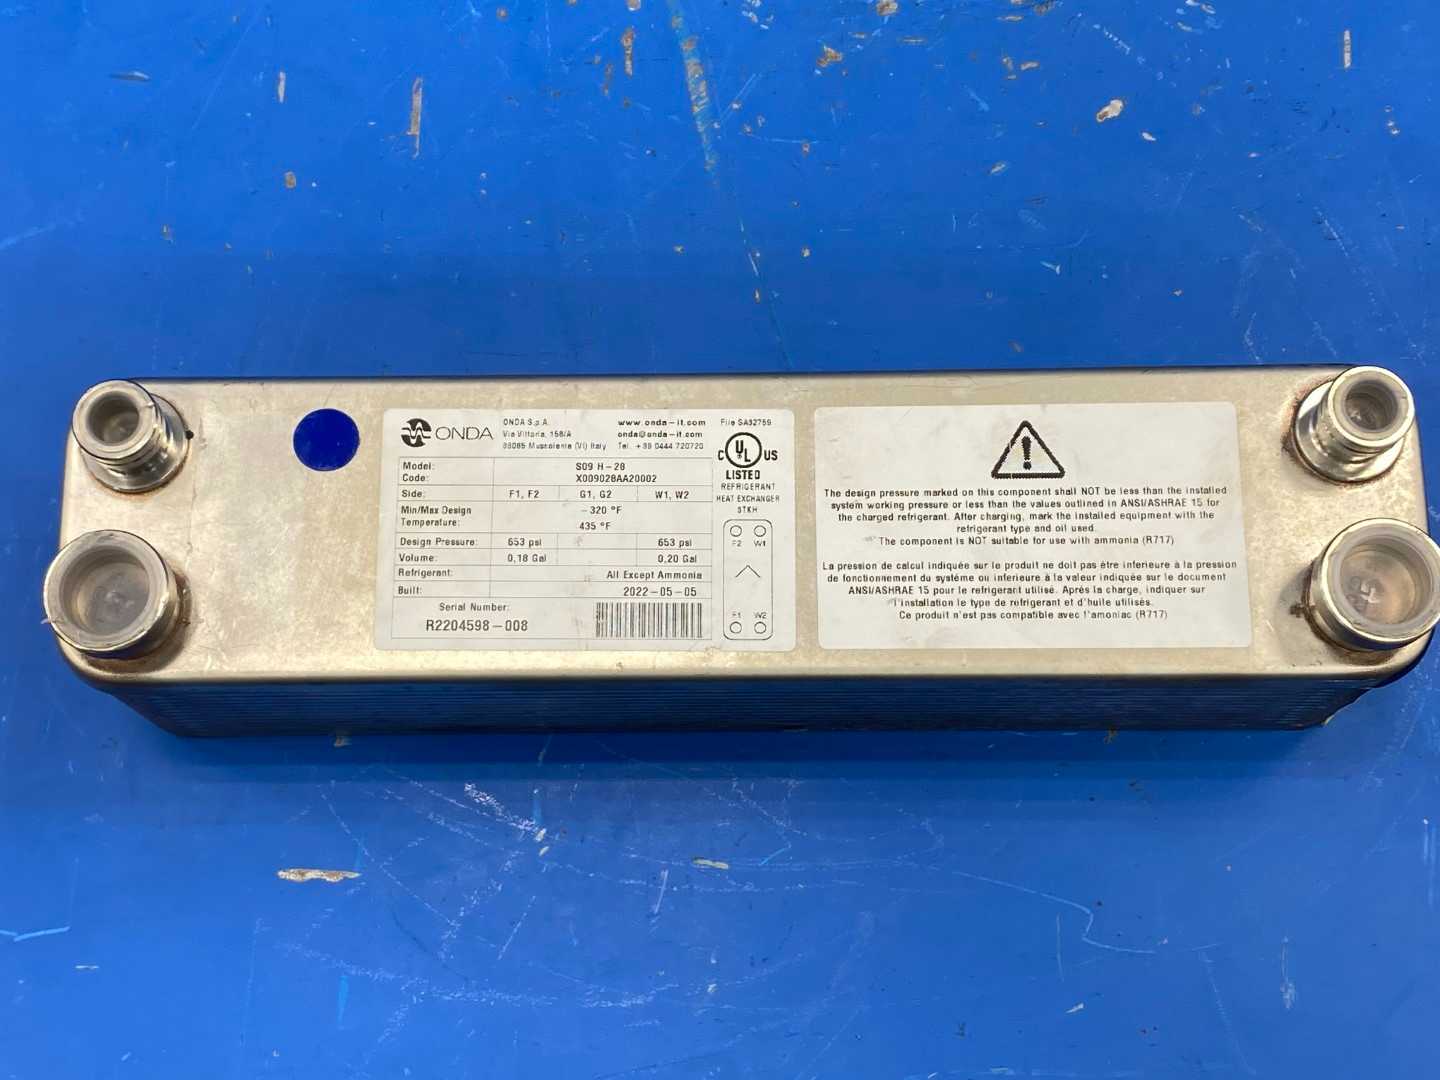 ONDA
ONDA S.p.A.
Via Vittoria, 158/A
36065 Mussolente (VI) Italy
www.onda-it.com
onda@onda-it.com
Tel. +39 0444 720720
File SA32759
C UL US
LISTED
REFRIGERANT
HEAT EXCHANGER
5TKH
Model: S09 H-28
Code: X009028AA20002
Side: F1, F2 G1, G2 W1, W2
Min/Max Design Temperature: -320 °F
435 °F
Design Pressure: 653 psi 653 psi
Volume: 0,18 Gal 0,20 Gal
Refrigerant: All Except Ammonia
Built: 2022-05-05
Serial Number:
R2204598-008
F2 W1
F1 W2
The design pressure marked on this component shall NOT be less than the installed
system working pressure or less than the values outlined in ANSI/ASHRAE 15 for
the charged refrigerant. After charging, mark the installed equipment with the
refrigerant type and oil used.
The component is NOT suitable for use with ammonia (R717)
La pression de calcul indiquée sur le produit ne doit pas être inferieure à la pression
de fonctionnement du système ou inferieure à la valeur indiquée sur le document
ANSI/ASHRAE 15 pour le refrigerant utilisé. Après la charge, indiquer sur
l'installation le type de refrigerant et d'huile utilisés.
Ce produit n'est pas compatible avec l'amoniac (R717)